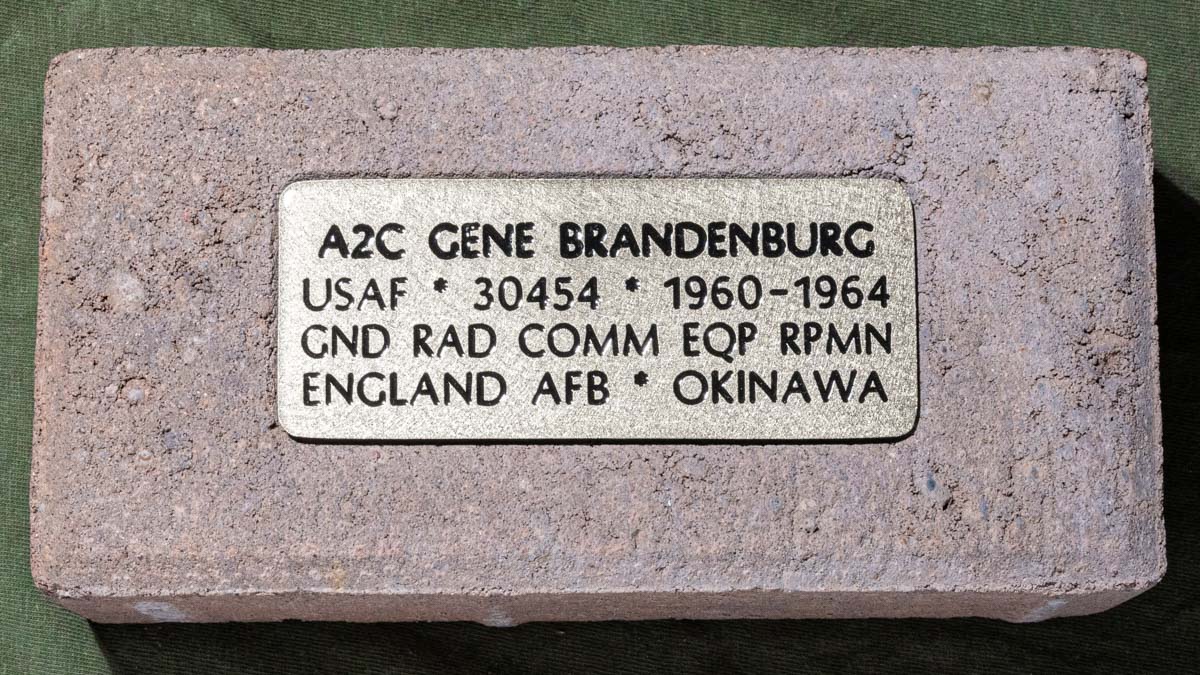 A2C GENE BRANDENBURG
USAF * 30454 * 1960-1964
GND RAD COMM EQP RPMN
ENGLAND AFB * OKINAWA